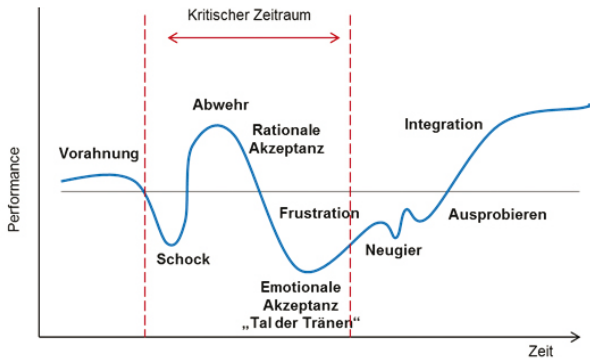 Kritischer Zeitraum
Abwehr
Rationale
Akzeptanz
Integration
Vorahnung
Performance
Frustration
Ausprobieren
Neugier
Schock
Emotionale
Akzeptanz
„Tal der Tränen“
Zeit